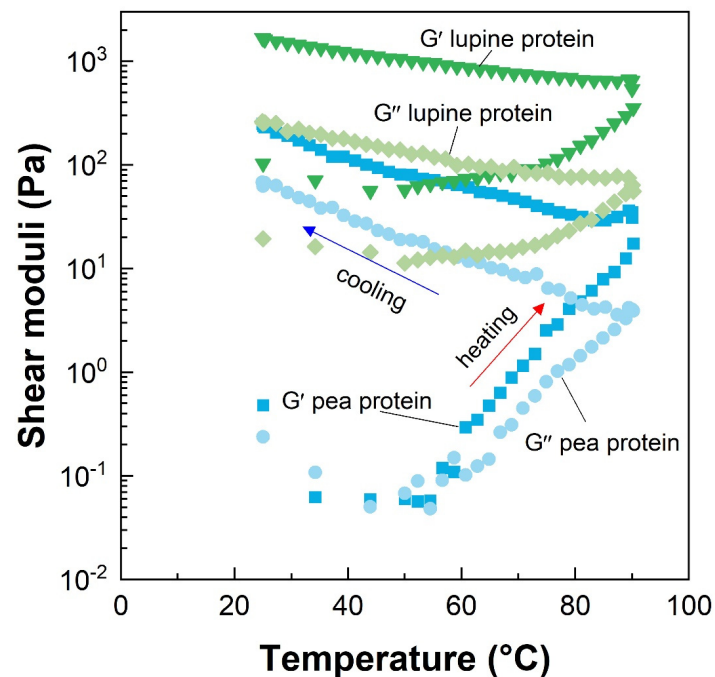 G′ lupine protein
G″ lupine protein
cooling
heating
G′ pea protein
G″ pea protein
Shear moduli (Pa)
10³
10²
10¹
10⁰
10⁻¹
10⁻²
0 20 40 60 80 100
Temperature (°C)